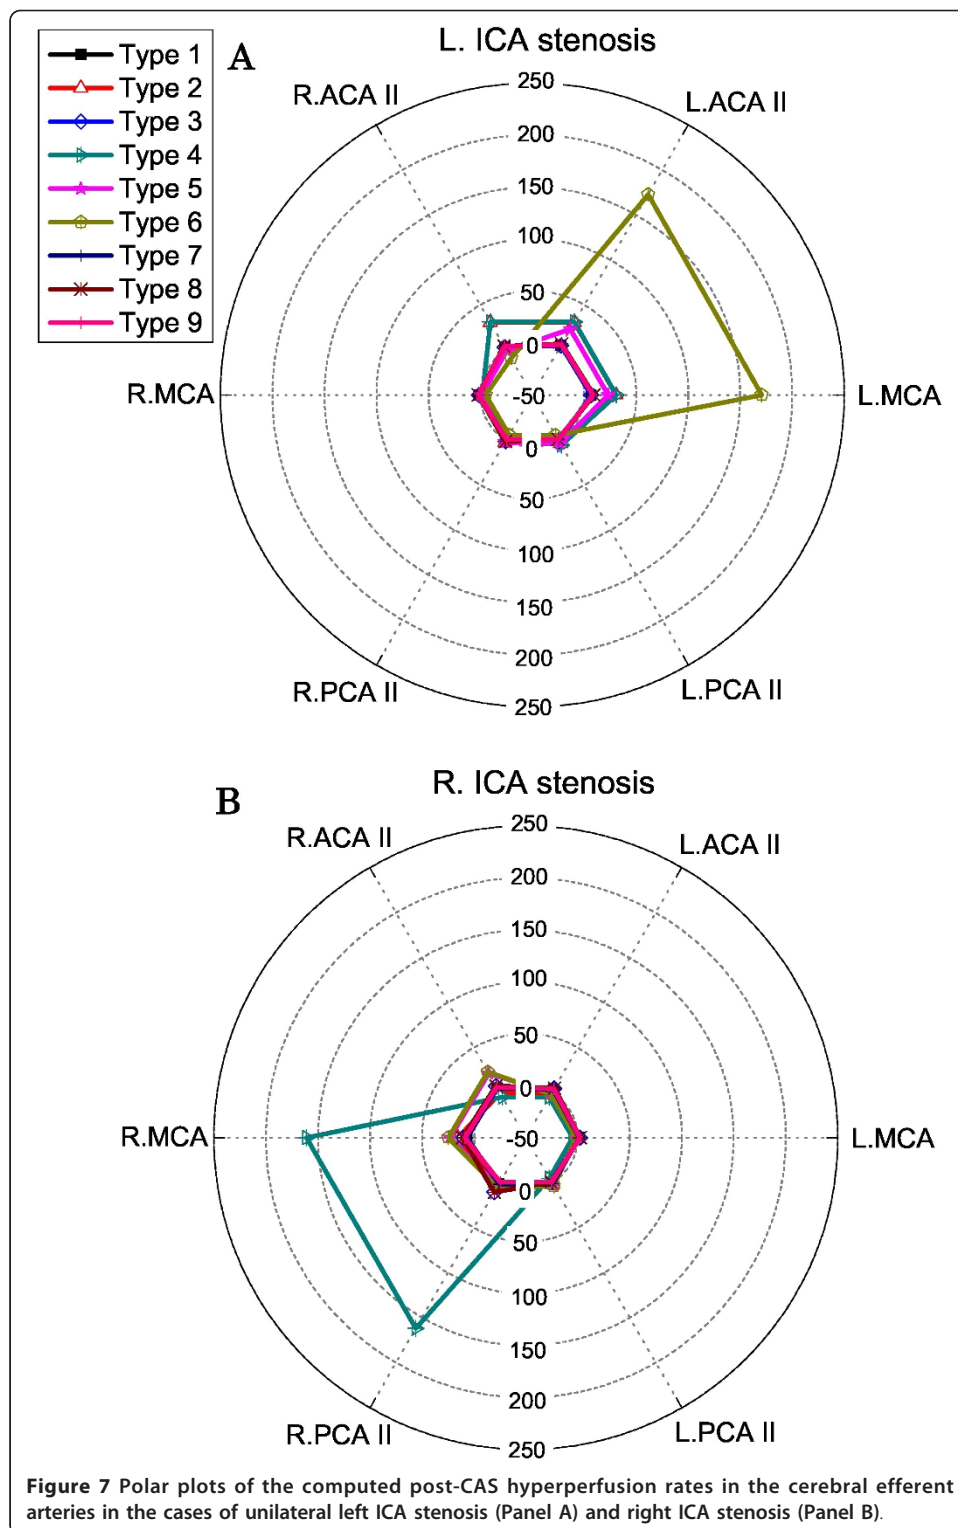 Type 1
Type 2
Type 3
Type 4
Type 5
Type 6
Type 7
Type 8
Type 9
A
L. ICA stenosis
250
200
150
100
50
0
-50
0
50
100
150
200
250
R.ACA II
L.ACA II
R.MCA
L.MCA
R.PCA II
L.PCA II
B
R. ICA stenosis
250
200
150
100
50
0
-50
0
50
100
150
200
250
R.ACA II
L.ACA II
R.MCA
L.MCA
R.PCA II
L.PCA II
Figure 7 Polar plots of the computed post-CAS hyperperfusion rates in the cerebral efferent
arteries in the cases of unilateral left ICA stenosis (Panel A) and right ICA stenosis (Panel B).